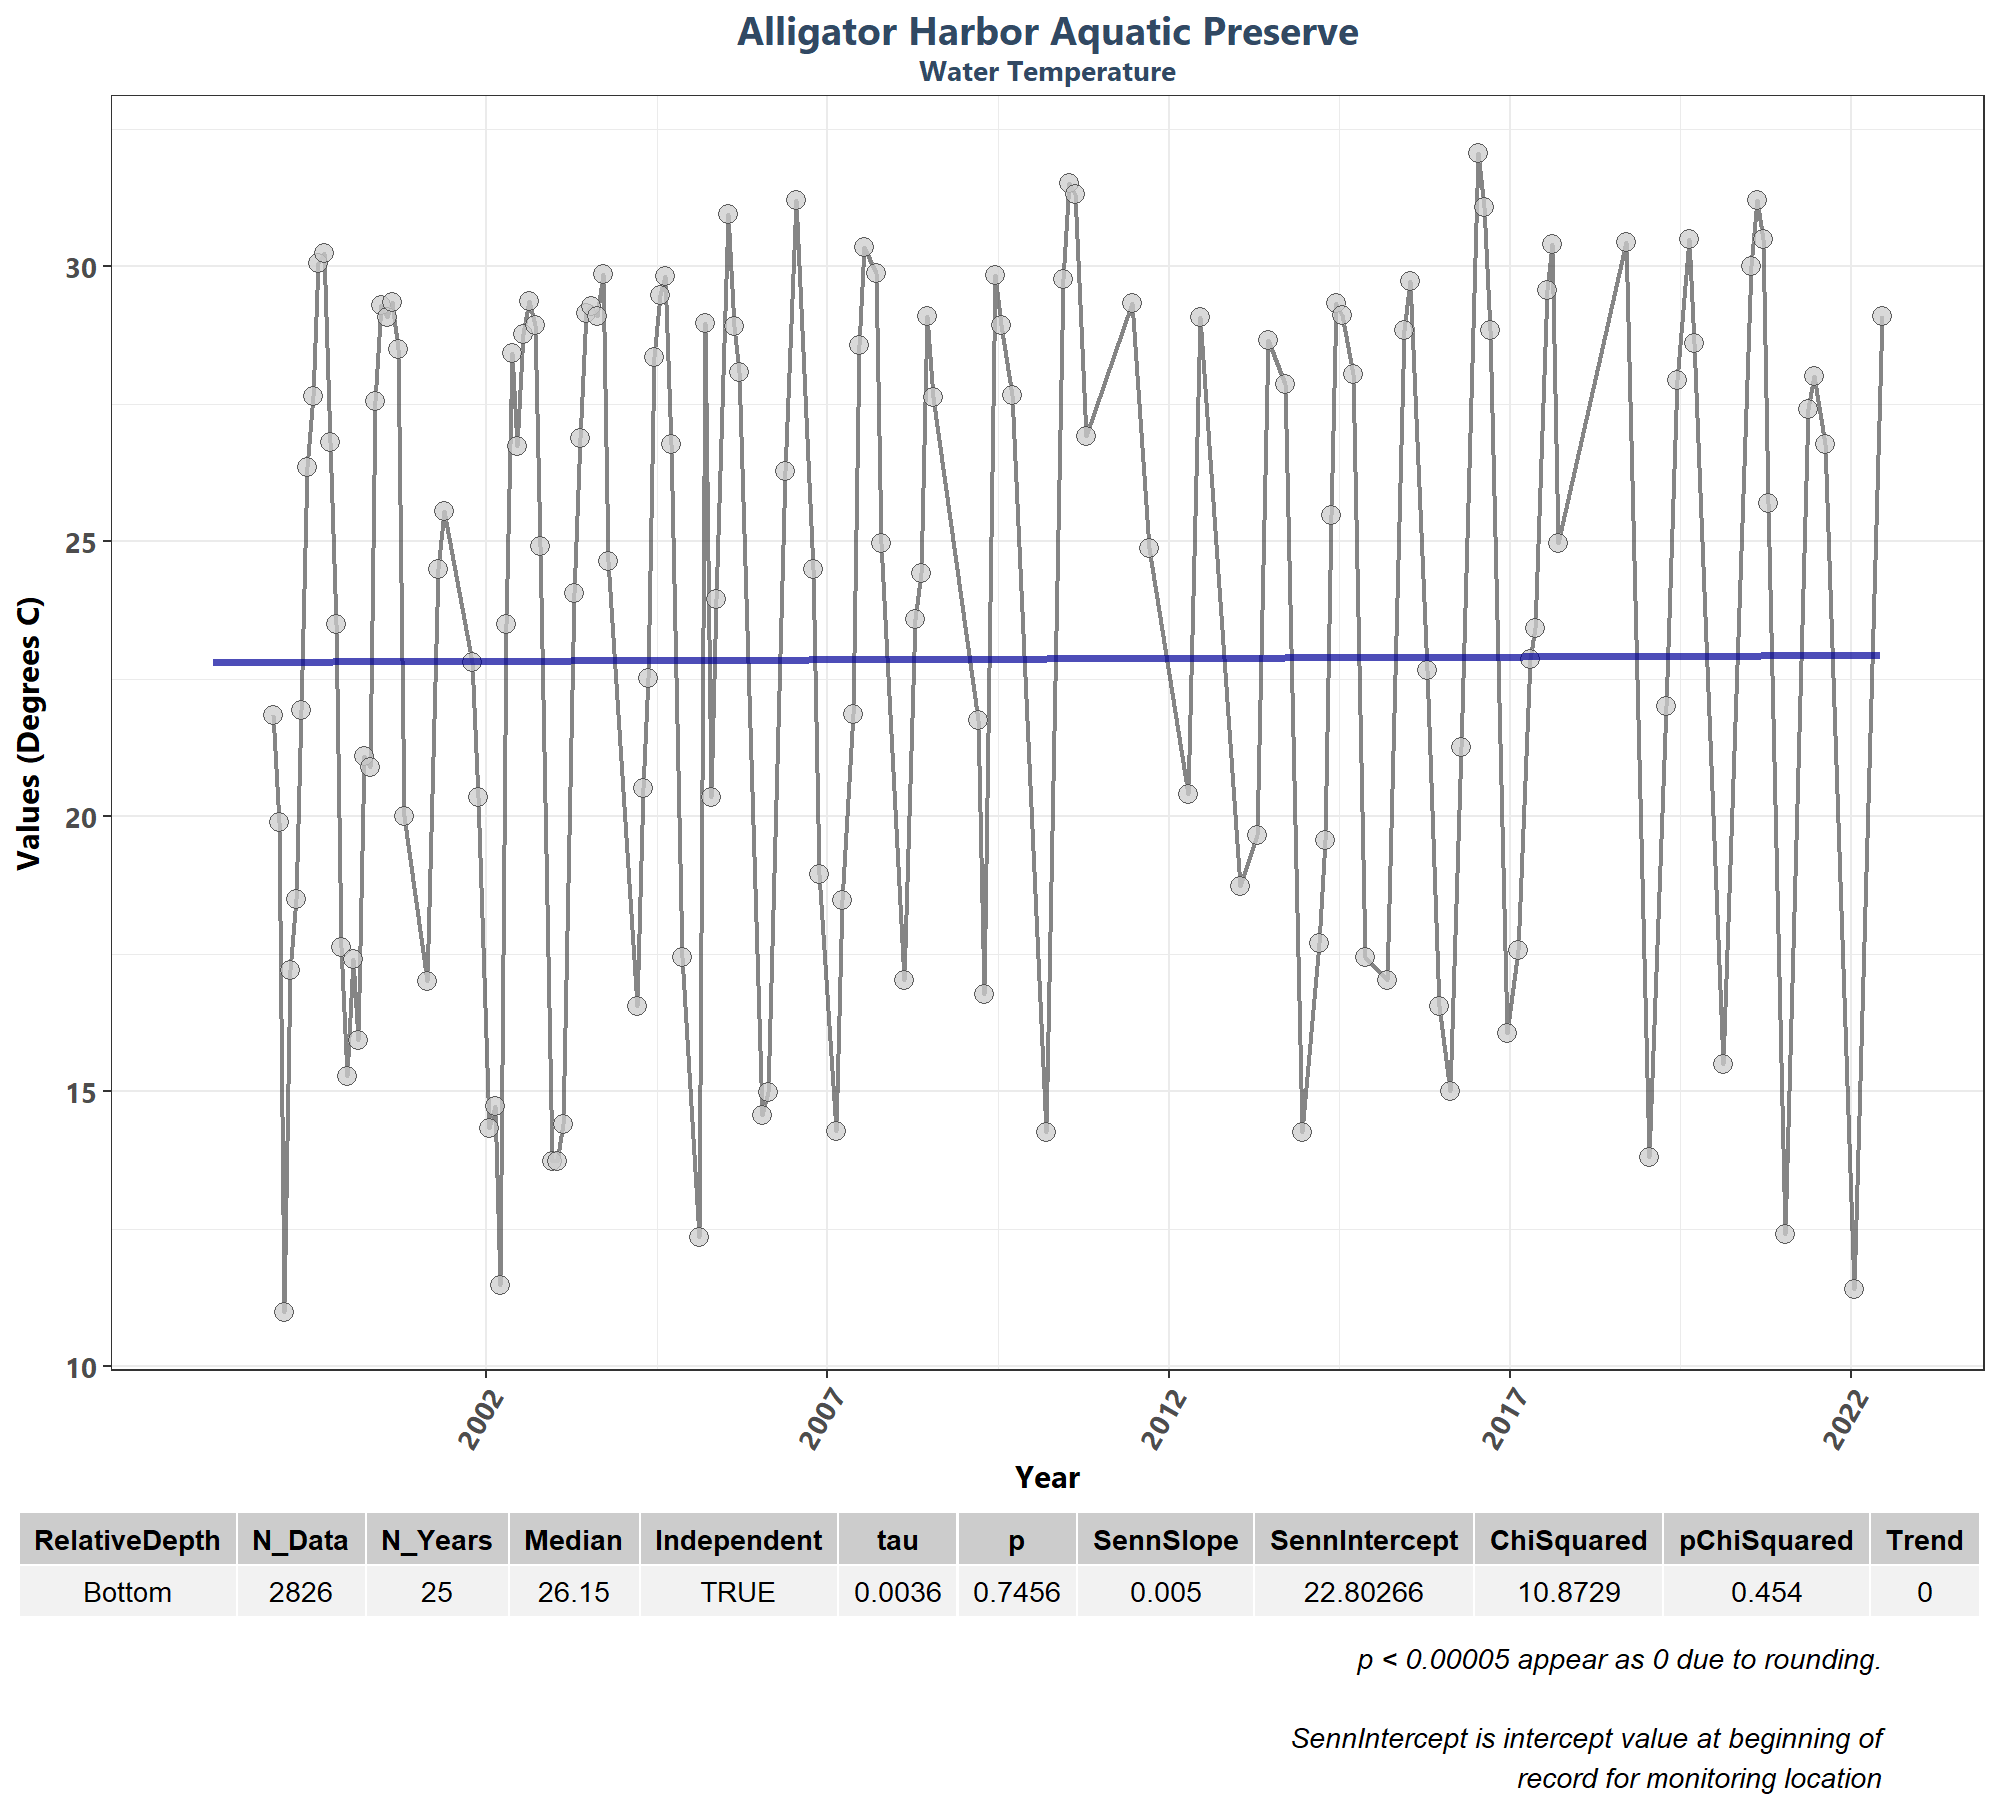 Alligator Harbor Aquatic Preserve
Water Temperature
Values (Degrees C)
30
25
20
15
10
2002
2007
2012
2017
2022
Year
RelativeDepth N_Data N_Years Median Independent tau p SennSlope SennIntercept ChiSquared pChiSquared Trend
Bottom 2826 25 26.15 TRUE 0.0036 0.7456 0.005 22.80266 10.8729 0.454 0
p < 0.00005 appear as 0 due to rounding.
SennIntercept is intercept value at beginning of
record for monitoring location